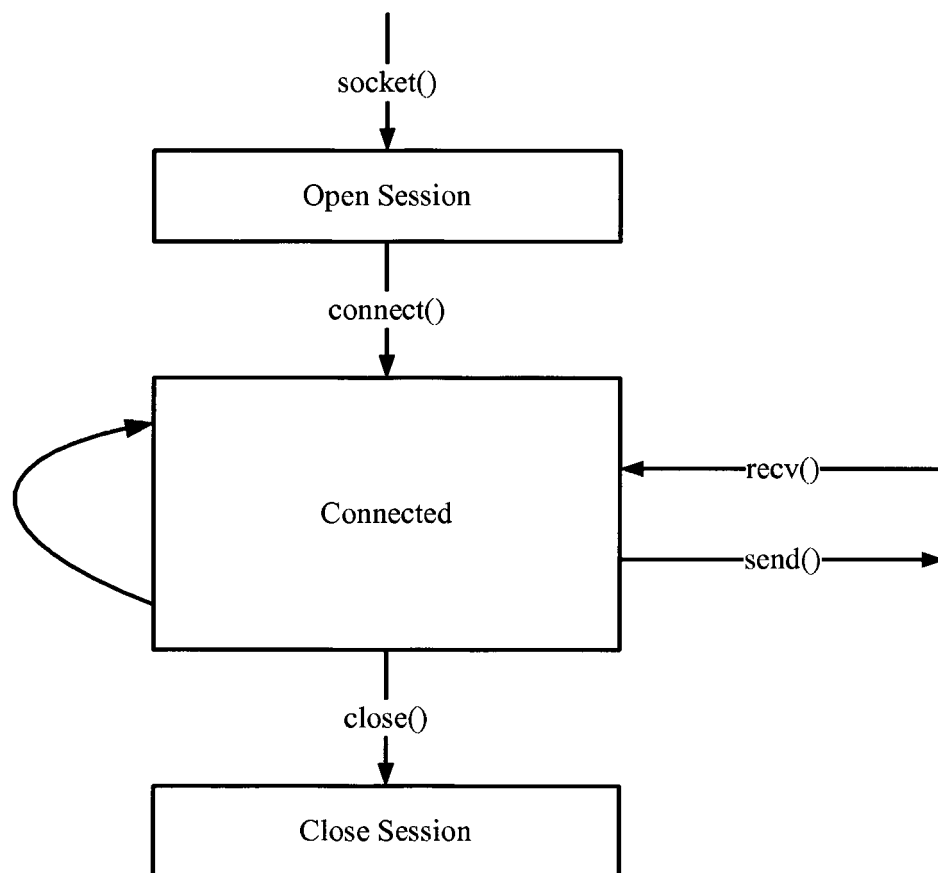 socket()
Open Session
connect()
recv()
Connected
send()
close()
Close Session